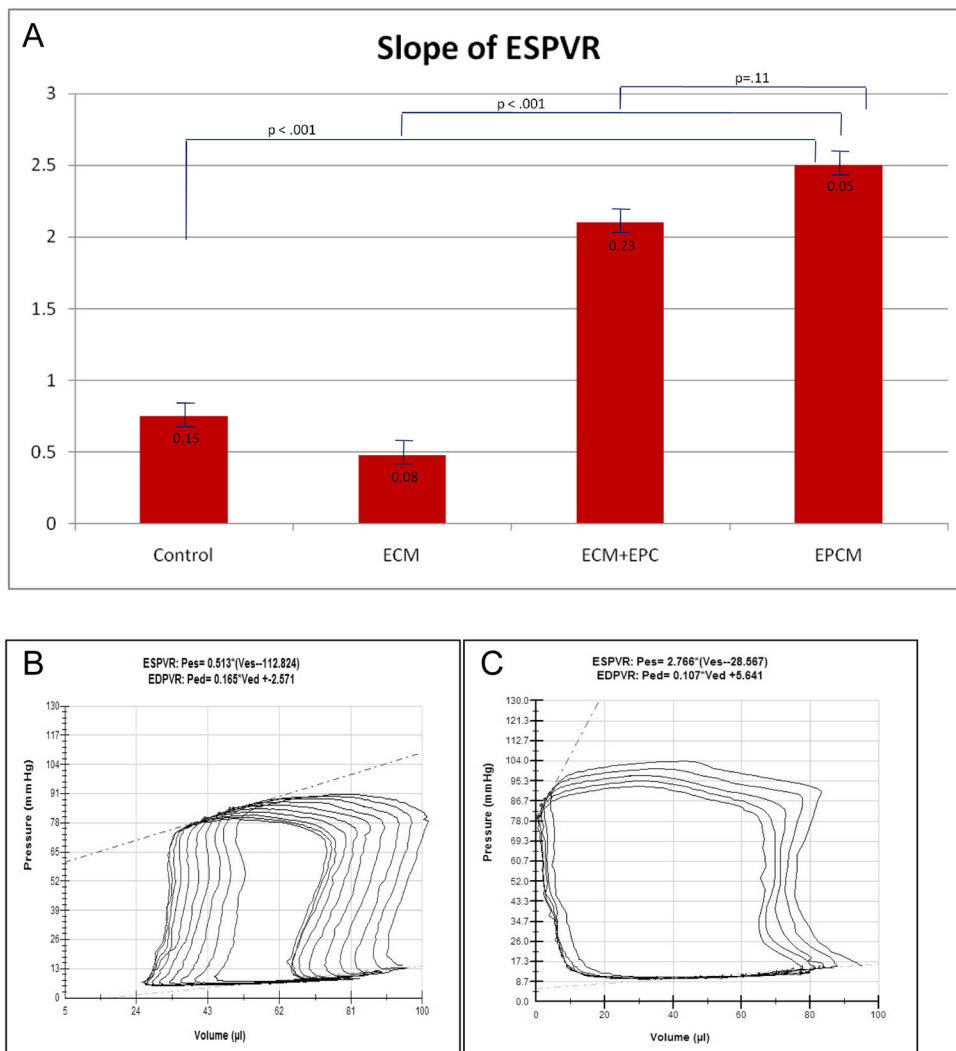 A
Slope of ESPVR
3
2.5
2
1.5
1
0.5
0
p=.11
p < .001
p < .001
0.15
0.08
0.23
0.05
Control ECM ECM+EPC EPCM
B
ESPVR: Pes= 0.513*(Ves--112.824)
EDPVR: Ped= 0.165*Ved +-2.571
Pressure (mmHg)
130
117
104
91
78
65
52
39
26
13
0
5 24 43 62 81 100
Volume (µl)
C
ESPVR: Pes= 2.766*(Ves--28.567)
EDPVR: Ped= 0.107*Ved +5.641
Pressure (mmHg)
130.0
121.3
112.7
104.0
95.3
86.7
78.0
69.3
60.7
52.0
43.3
34.7
26.0
17.3
8.7
0.0
0 20 40 60 80 100
Volume (µl)